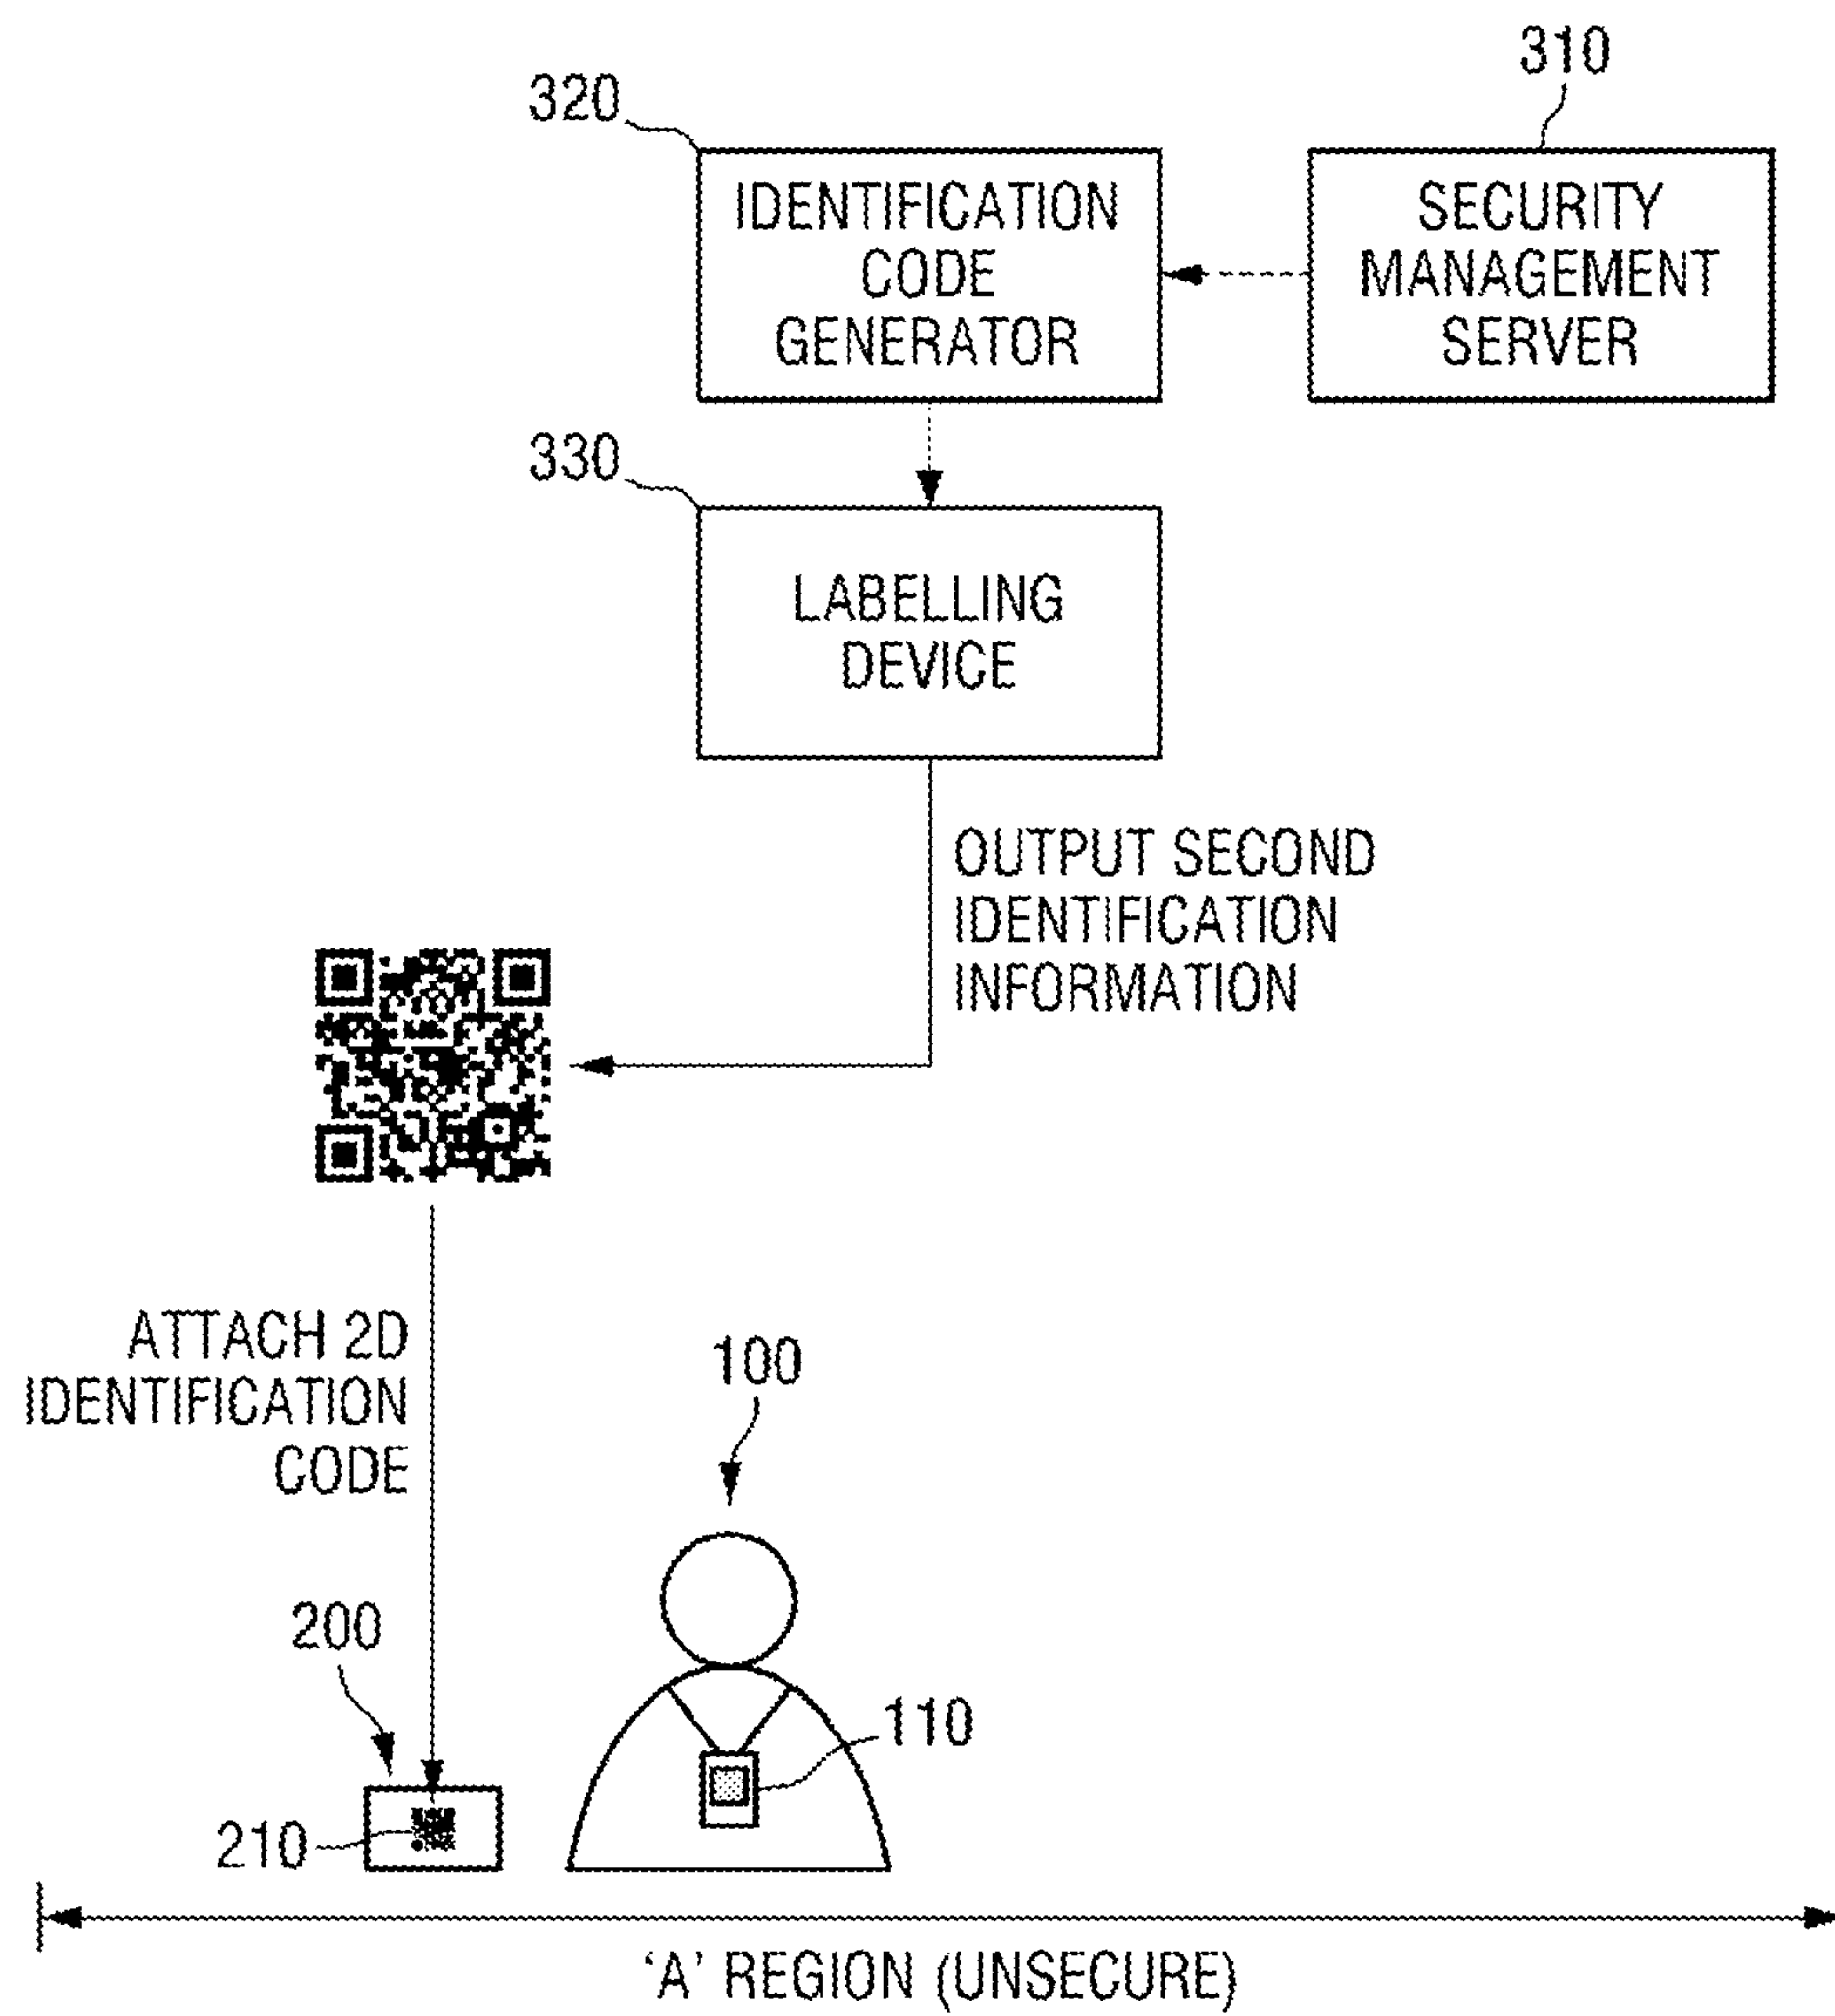 310
320
IDENTIFICATION
CODE
GENERATOR
SECURITY
MANAGEMENT
SERVER
330
LABELLING
DEVICE
OUTPUT SECOND
IDENTIFICATION
INFORMATION
ATTACH 2D
IDENTIFICATION
CODE
100
200
110
210
'A' REGION (UNSECURE)